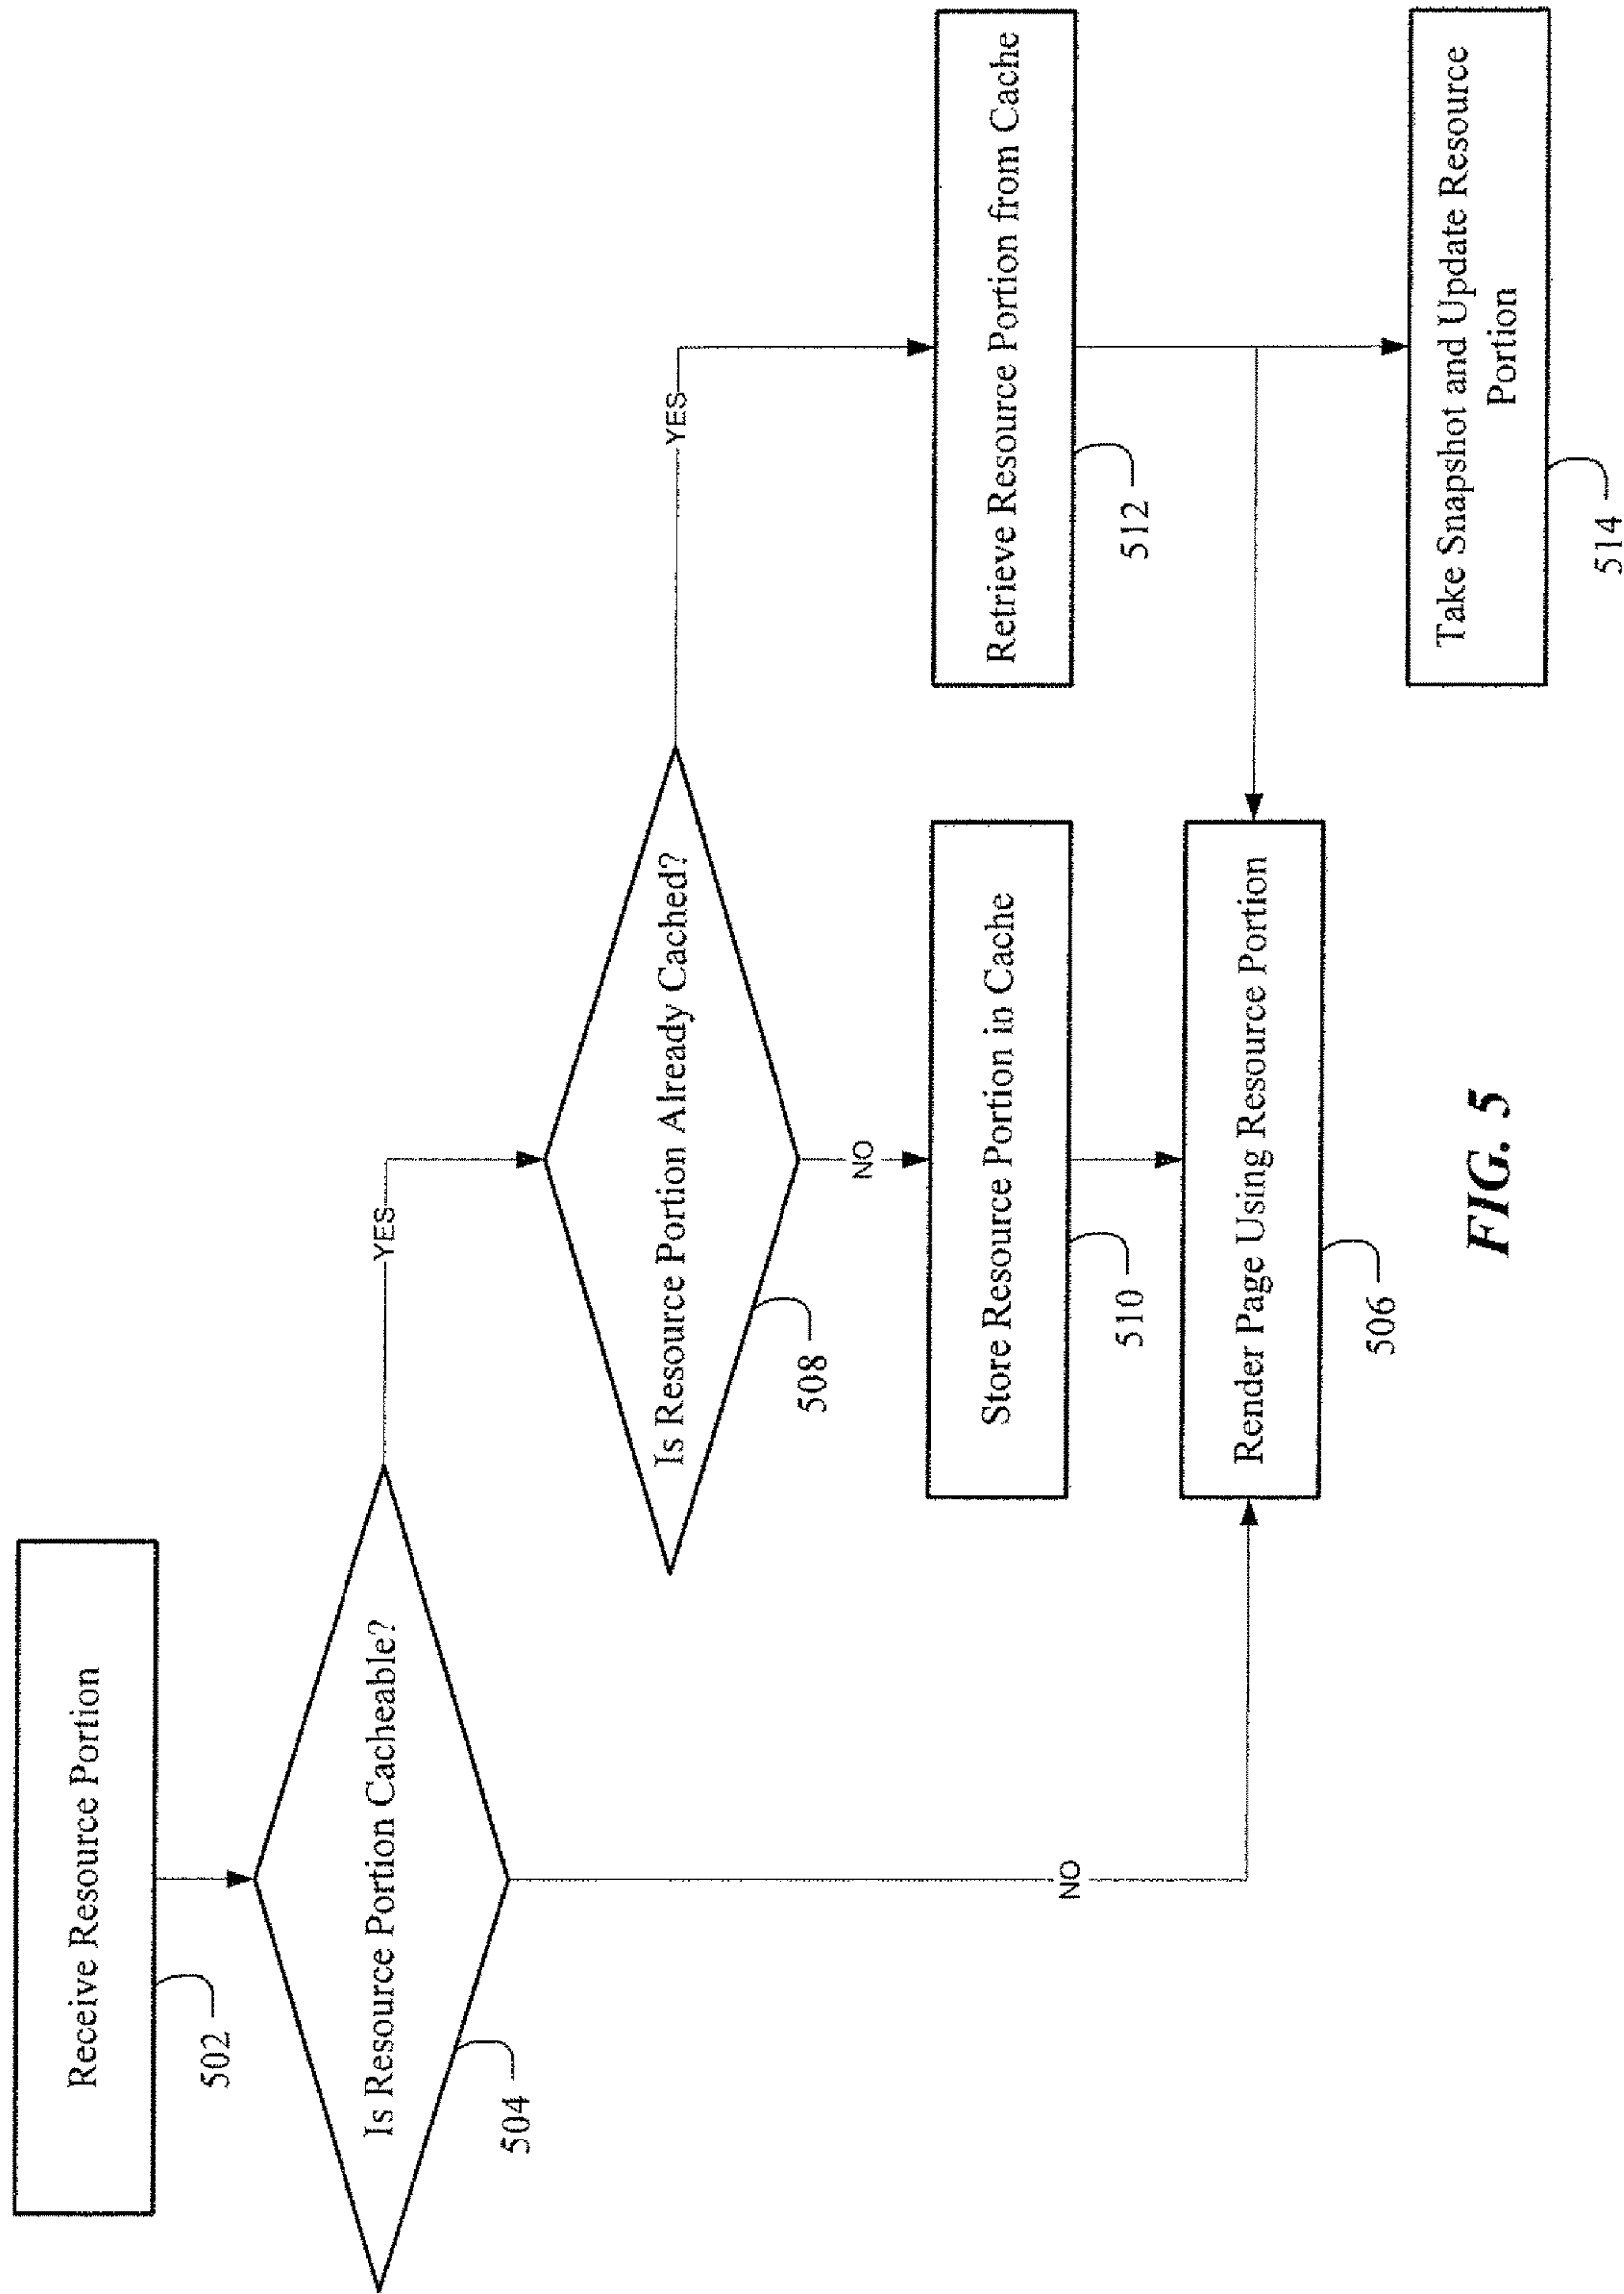 Receive Resource Portion
502
Is Resource Portion Cacheable?
504
YES
NO
Is Resource Portion Already Cached?
508
YES
NO
Store Resource Portion in Cache
510
Retrieve Resource Portion from Cache
512
Render Page Using Resource Portion
506
Take Snapshot and Update Resource
Portion
514
FIG. 5